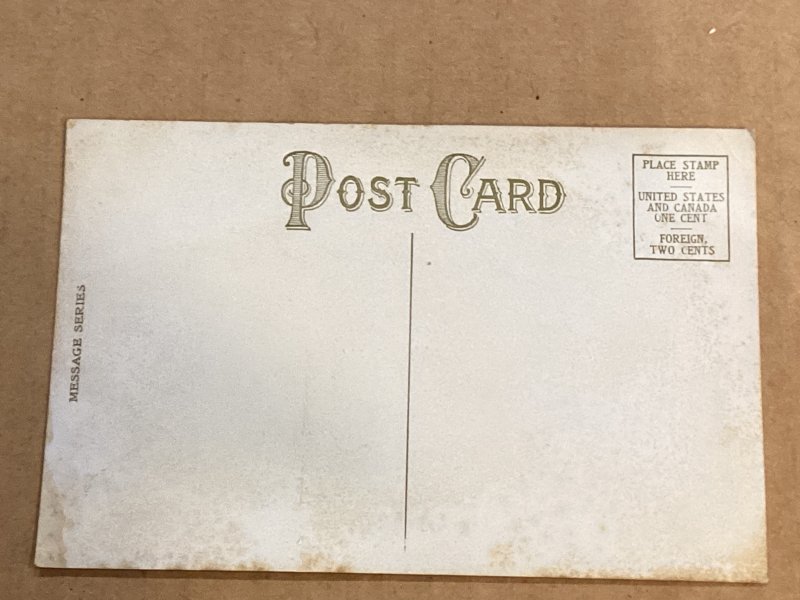 POST CARD
PLACE STAMP
HERE
UNITED STATES
AND CANADA
ONE CENT
FOREIGN,
TWO CENTS
MESSAGE SERIES